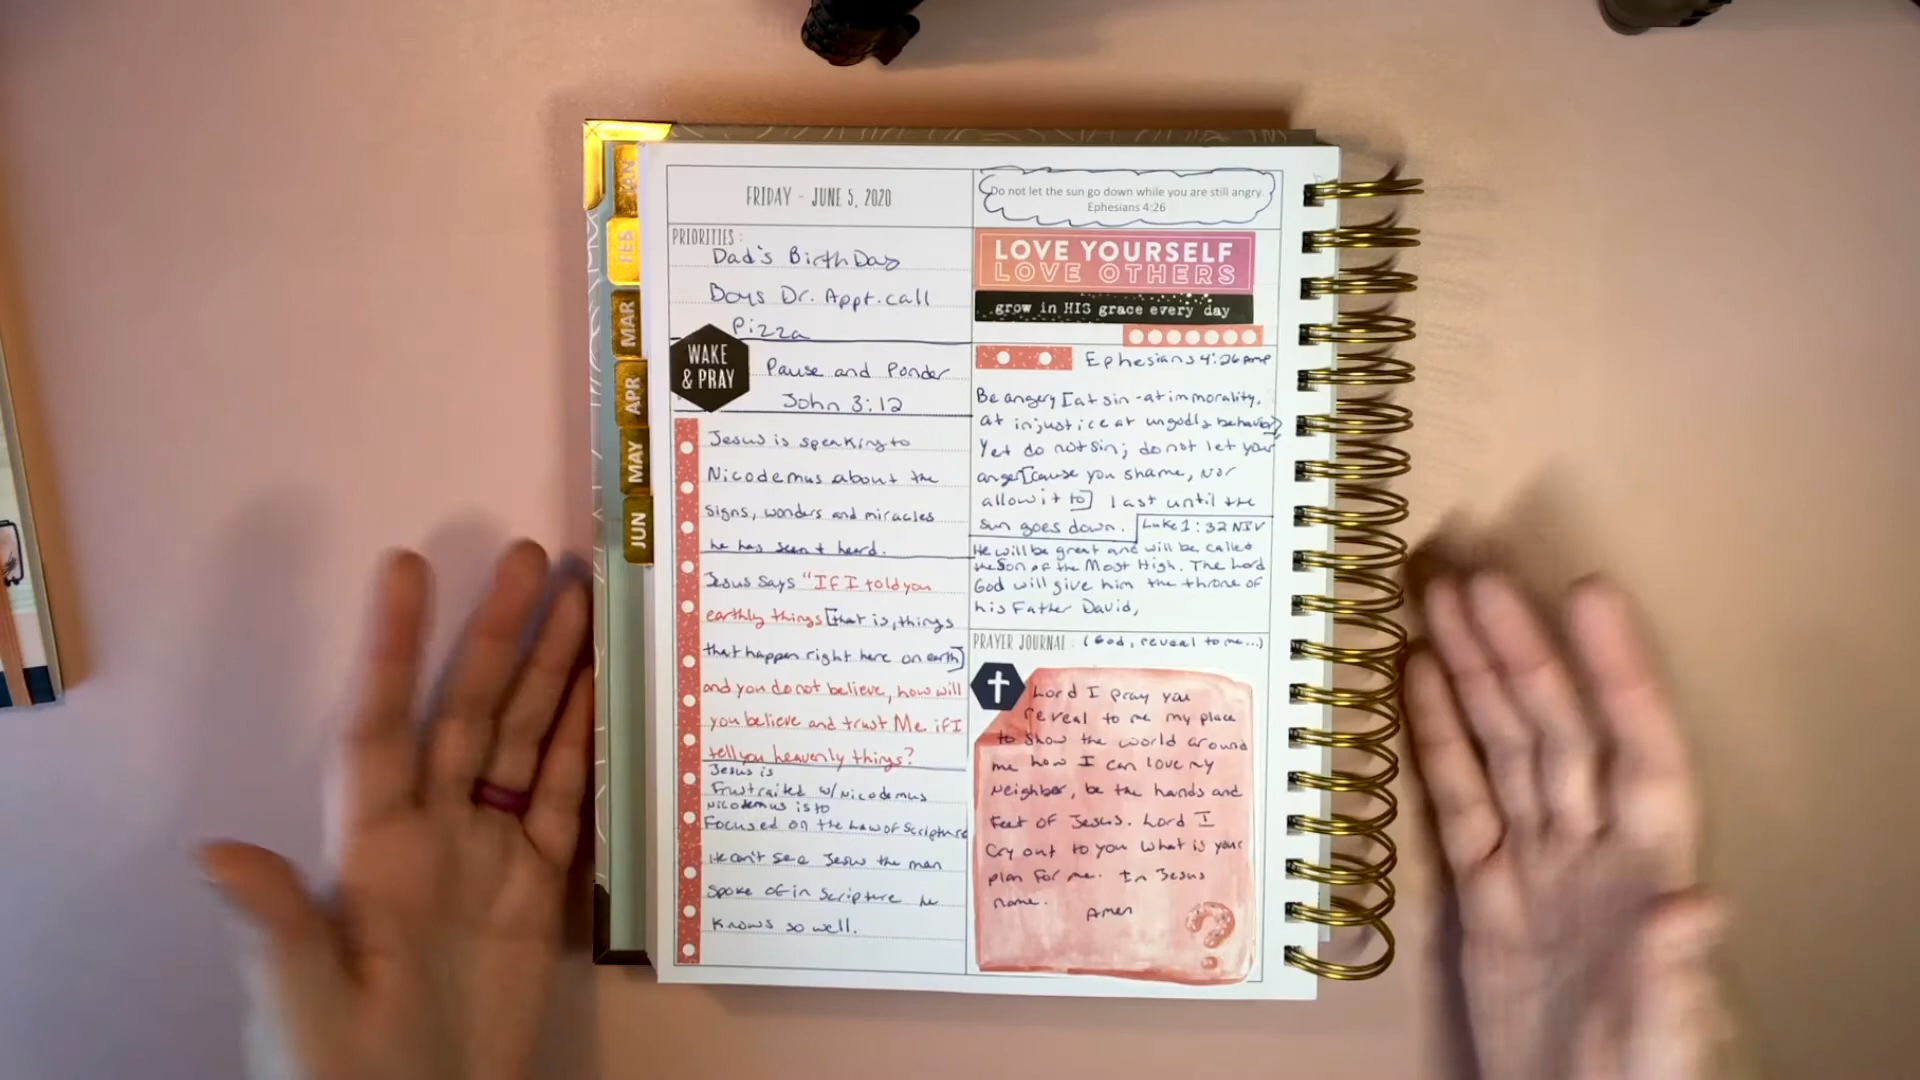 JAN
FEB
MAR
APR
MAY
JUN
FRIDAY - JUNE 5, 2020
PRIORITIES:
Dad's BirthDay
Boys Dr. Appt. call
Pizza
WAKE
& PRAY
Pause and Ponder
John 3:12
Jesus is speaking to
Nicodemus about the
signs, wonders and miracles
he has seen + heard.
Jesus says "If I told you
earthly things [that is, things
that happen right here on earth]
and you do not believe, how will
you believe and trust Me if I
tell you heavenly things?
Jesus is
Frustraited w/ Nicodemus
Nicodemus is to
Focused on the Law of Scripture
He can't see Jesus the man
Spoke of in Scripture he
knows so well.
Do not let the sun go down while you are still angry.
Ephesians 4:26
LOVE YOURSELF
LOVE OTHERS
grow in HIS grace every day
Ephesians 4:26 AMP
Be angry [at sin - at immorality.
at injustice at ungodly behavior]
Yet do not sin; do not let your
anger [cause you shame, Nor
allow it to] last until the
sun goes down.
Luke 1:32 NIV
He will be great and will be called
the Son of the Most High. The Lord
God will give him the throne of
his Father David,
PRAYER JOURNAL: (God, reveal to me...)
Lord I pray you
reveal to me my place
to show the world around
me how I can love my
Neighbor, be the hands and
feet of Jesus. Lord I
Cry out to you What is your
plan for me. In Jesus
name.
Amen
?